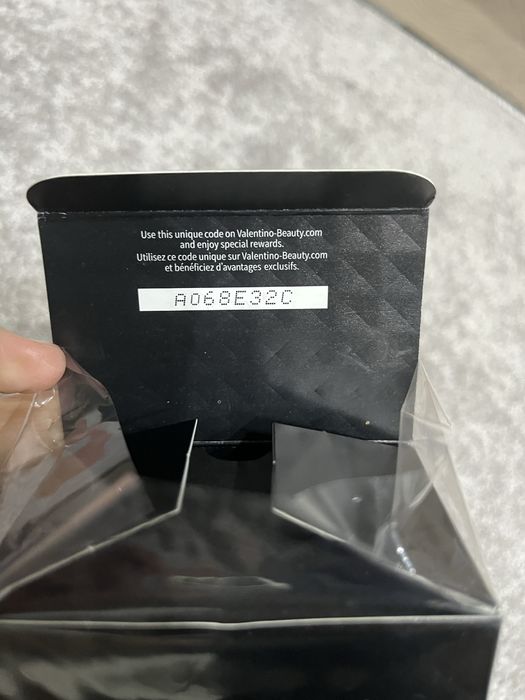 Use this unique code on Valentino-Beauty.com
and enjoy special rewards.
Utilisez ce code unique sur Valentino-Beauty.com
et bénéficiez d'avantages exclusifs.
A068E32C